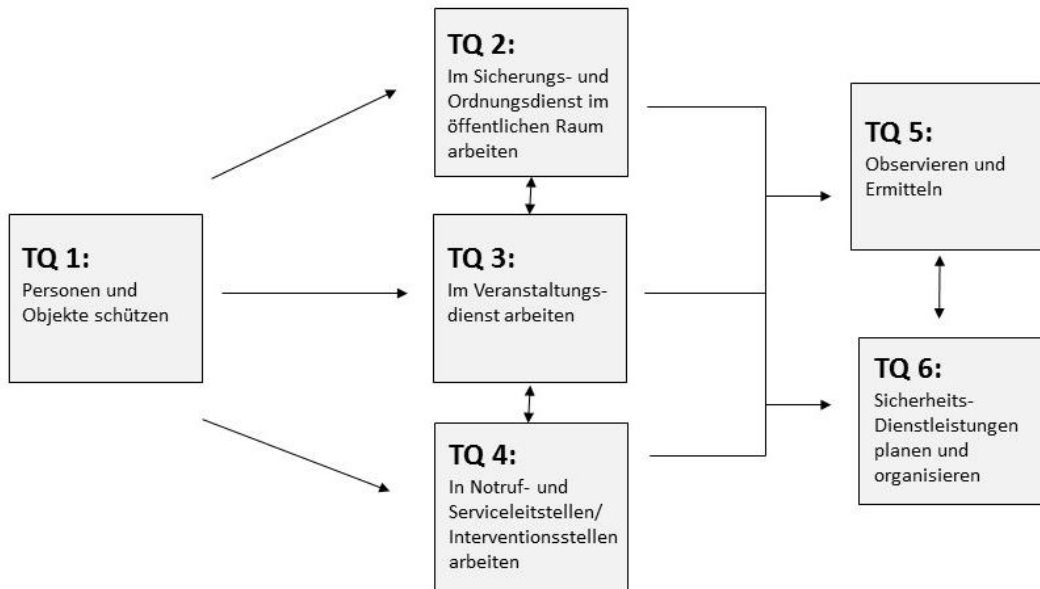 TQ 1:
Personen und
Objekte schützen
TQ 2:
Im Sicherungs- und
Ordnungsdienst im
öffentlichen Raum
arbeiten
TQ 3:
Im Veranstaltungs-
dienst arbeiten
TQ 4:
In Notruf- und
Serviceleitstellen/
Interventionsstellen
arbeiten
TQ 5:
Observieren und
Ermitteln
TQ 6:
Sicherheits-
Dienstleistungen
planen und
organisieren